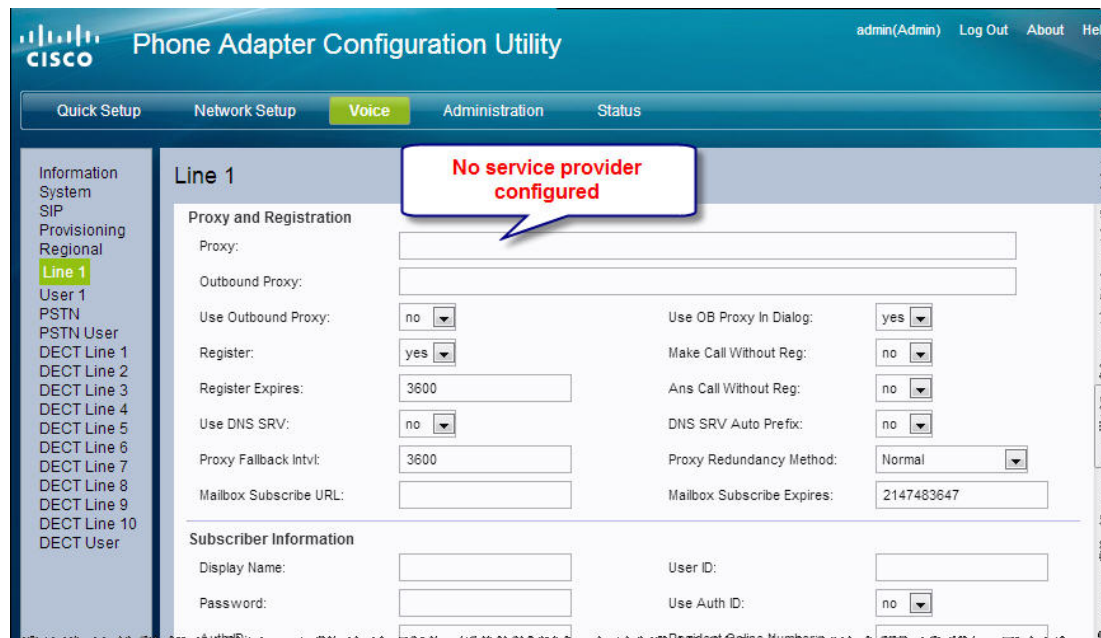 CISCO Phone Adapter Configuration Utility admin(Admin) Log Out About
Quick Setup Network Setup Voice Administration Status
Information
System
SIP
Provisioning
Regional
Line 1
User 1
PSTN
PSTN User
DECT Line 1
DECT Line 2
DECT Line 3
DECT Line 4
DECT Line 5
DECT Line 6
DECT Line 7
DECT Line 8
DECT Line 9
DECT Line 10
DECT User
Line 1
No service provider
configured
Proxy and Registration
Proxy:
Outbound Proxy:
Use Outbound Proxy: no Use OB Proxy In Dialog: yes
Register: yes Make Call Without Reg: no
Register Expires: 3600 Ans Call Without Reg: no
Use DNS SRV: no DNS SRV Auto Prefix: no
Proxy Fallback Intvl: 3600 Proxy Redundancy Method: Normal
Mailbox Subscribe URL: Mailbox Subscribe Expires: 2147483647
Subscriber Information
Display Name: User ID:
Password: Use Auth ID: no